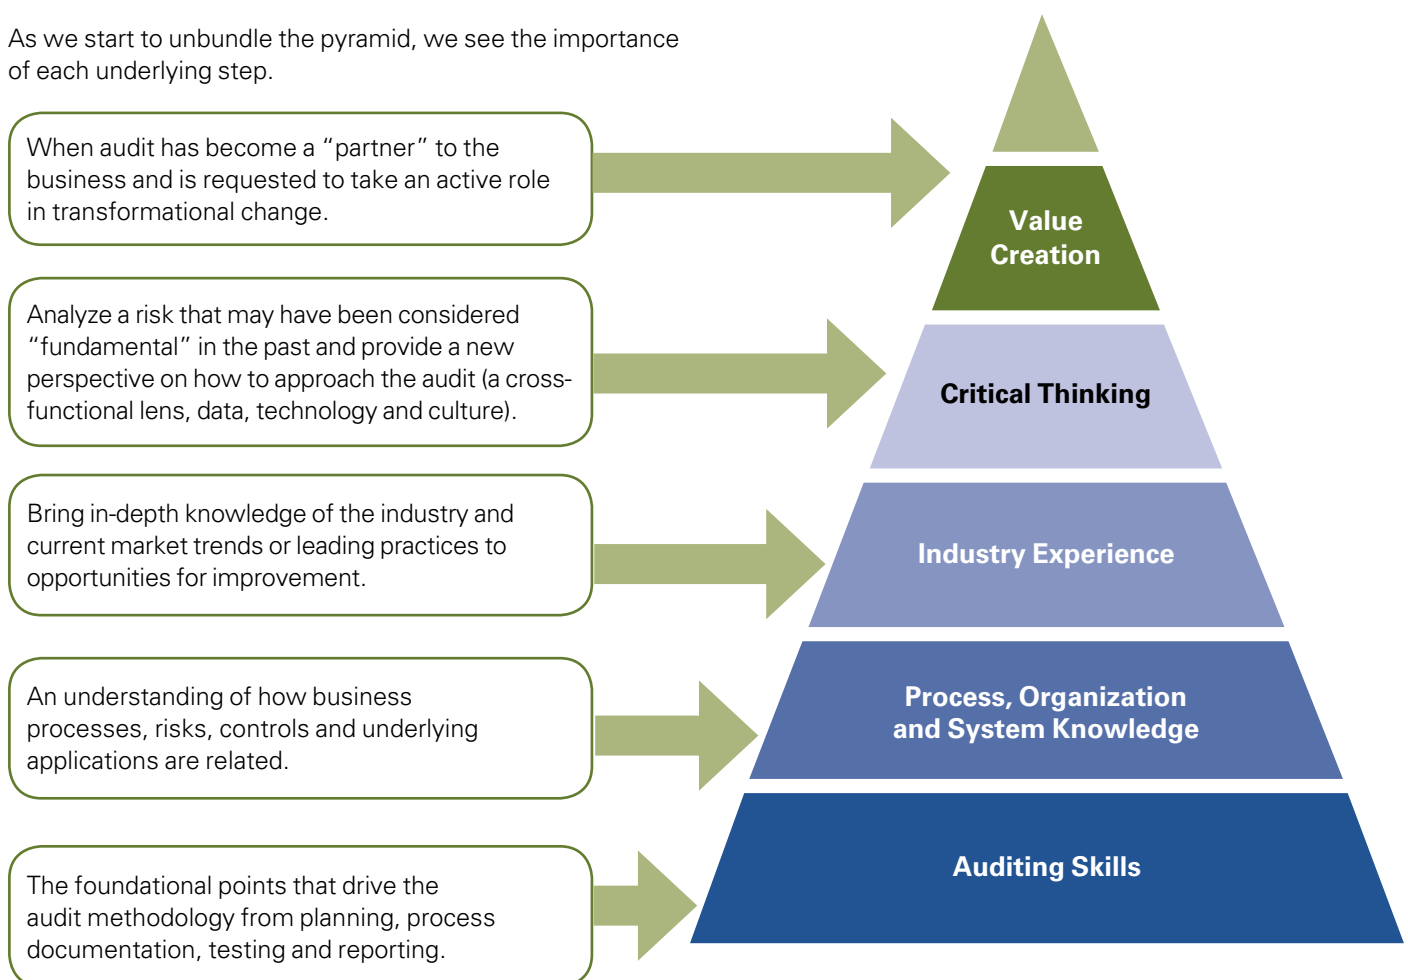 As we start to unbundle the pyramid, we see the importance
of each underlying step.
When audit has become a “partner” to the
business and is requested to take an active role
in transformational change.
Value
Creation
Analyze a risk that may have been considered
“fundamental” in the past and provide a new
perspective on how to approach the audit (a cross-
functional lens, data, technology and culture).
Critical Thinking
Bring in-depth knowledge of the industry and
current market trends or leading practices to
opportunities for improvement.
Industry Experience
An understanding of how business
processes, risks, controls and underlying
applications are related.
Process, Organization
and System Knowledge
The foundational points that drive the
audit methodology from planning, process
documentation, testing and reporting.
Auditing Skills